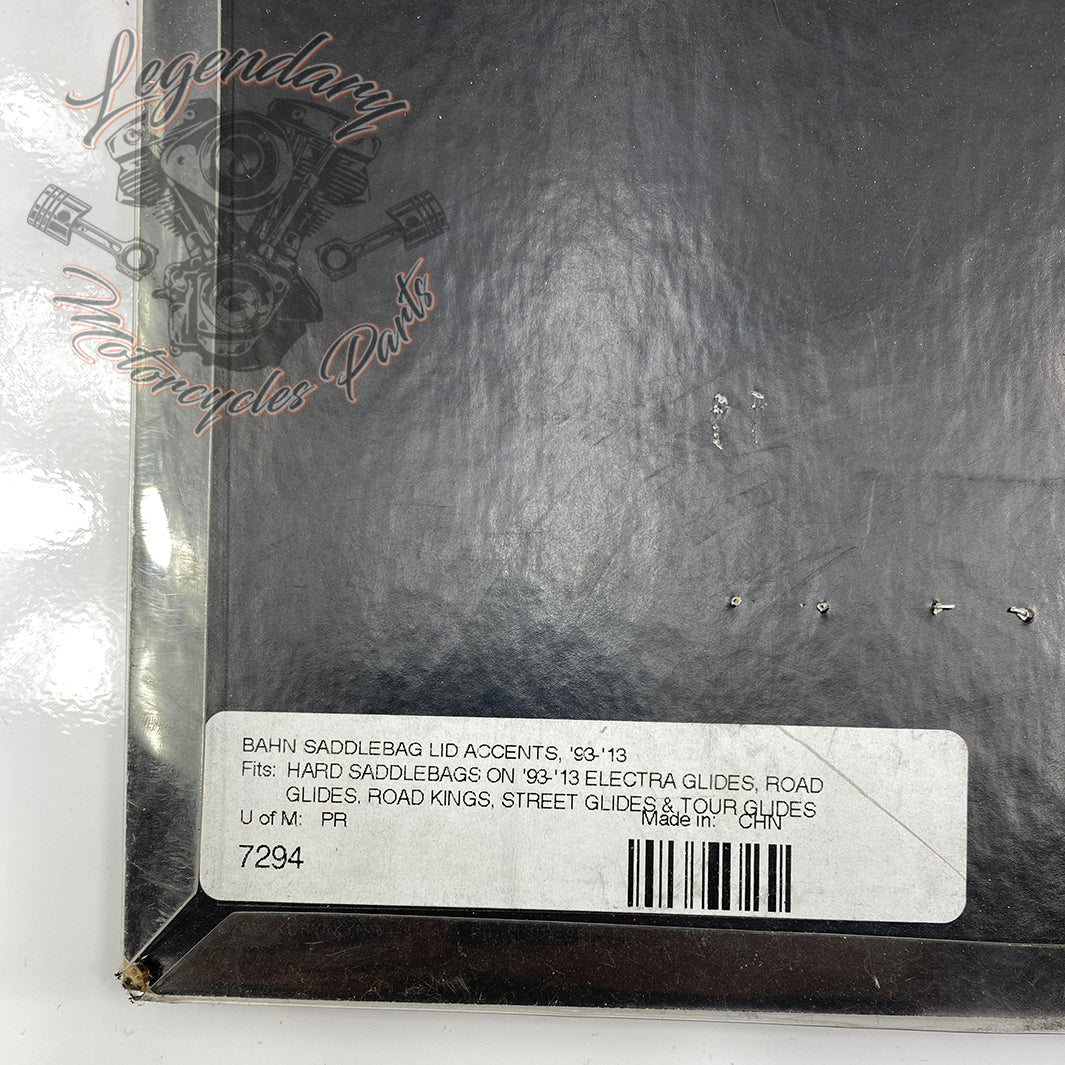 Legendary
Motorcycles Parts
BAHN SADDLEBAG LID ACCENTS, '93-'13
Fits: HARD SADDLEBAGS ON '93-'13 ELECTRA GLIDES, ROAD
GLIDES, ROAD KINGS, STREET GLIDES & TOUR GLIDES
U of M: PR Made in: CHN
7294